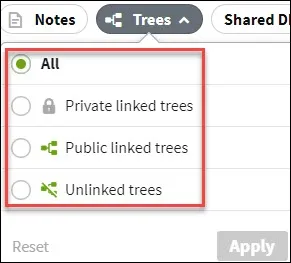 Notes Trees Shared
All
Private linked trees
Public linked trees
Unlinked trees
Reset Apply